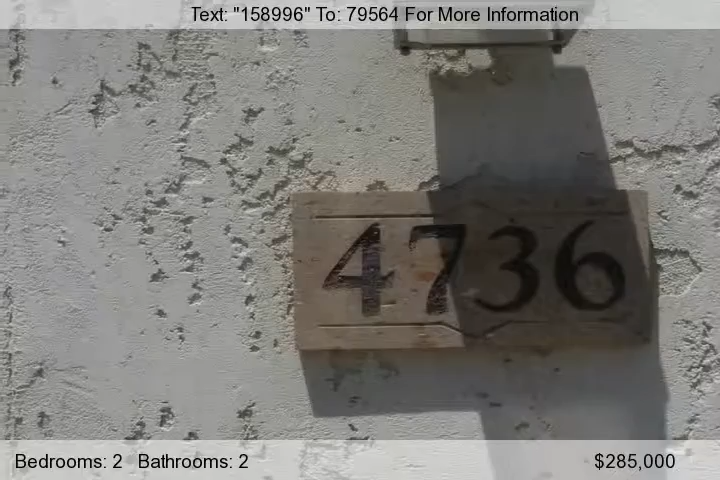 Text: "158996" To: 79564 For More Information
4736
Bedrooms: 2 Bathrooms: 2 $285,000